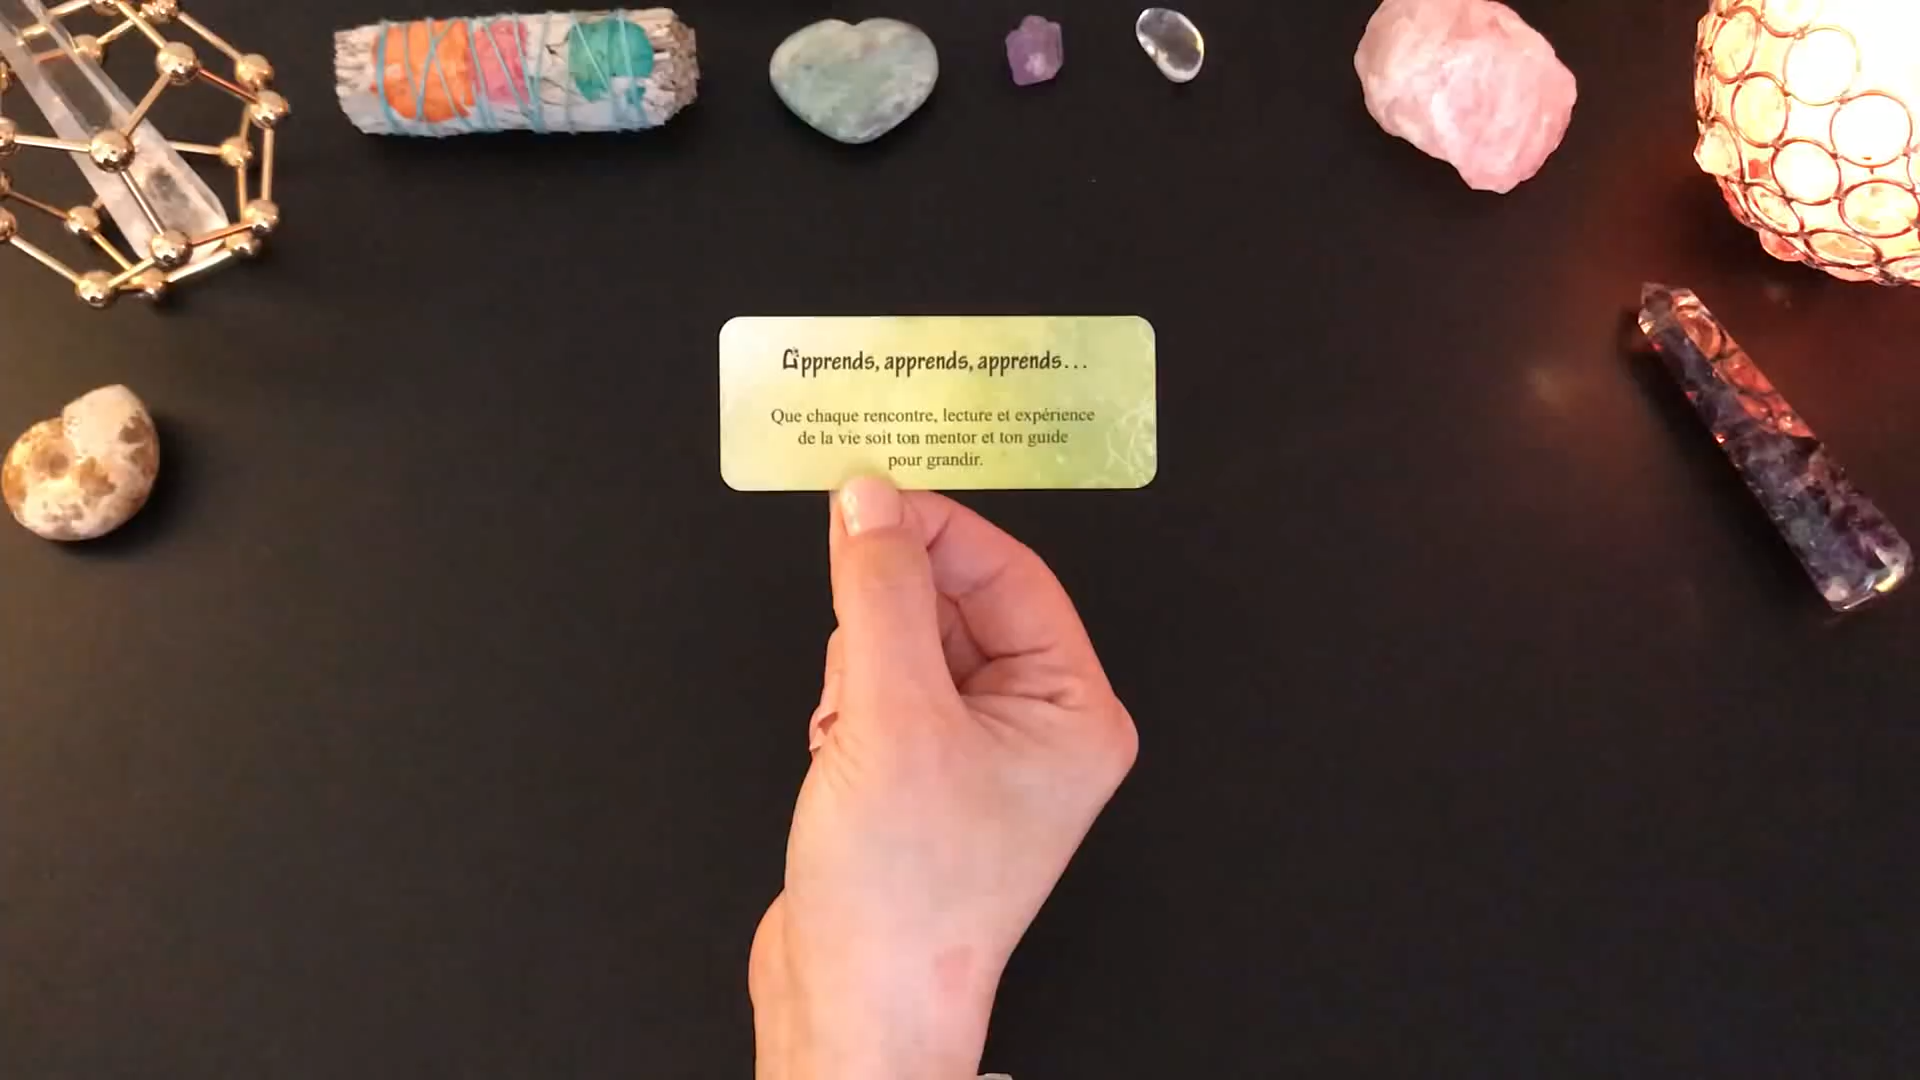 Apprends, apprends, apprends...
Que chaque rencontre, lecture et expérience
de la vie soit ton mentor et ton guide
pour grandir.